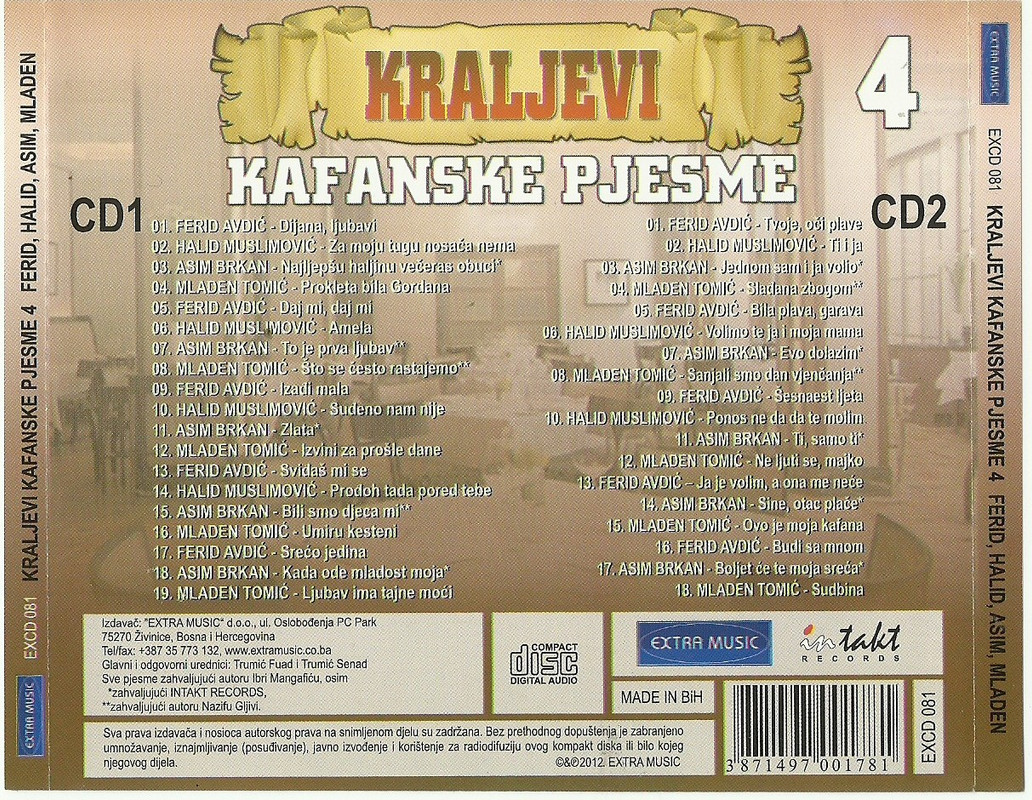 KRALJEVI
KAFANSKE PJESME
4
CD1
01. FERID AVDIĆ - Dijana, ljubavi
02. HALID MUSLIMOVIĆ - Za moju tugu nosača nema
03. ASIM BRKAN - Najljepšu haljinu večeras obuci*
04. MLADEN TOMIĆ - Prokleta bila Gordana
05. FERID AVDIĆ - Daj mi, daj mi
06. HALID MUSLIMOVIĆ - Amela
07. ASIM BRKAN - To je prva ljubav**
08. MLADEN TOMIĆ - Što se često rastajemo**
09. FERID AVDIĆ - Izađi mala
10. HALID MUSLIMOVIĆ - Suđeno nam nije
11. ASIM BRKAN - Zlata*
12. MLADEN TOMIĆ - Izvini za prošle dane
13. FERID AVDIĆ - Sviđaš mi se
14. HALID MUSLIMOVIĆ - Prođoh tada pored tebe
15. ASIM BRKAN - Bili smo djeca mi**
16. MLADEN TOMIĆ - Umiru kesteni
17. FERID AVDIĆ - Srećo jedina
18. ASIM BRKAN - Kada ode mladost moja*
19. MLADEN TOMIĆ - Ljubav ima tajne moći
CD2
01. FERID AVDIĆ - Tvoje, oči plave
02. HALID MUSLIMOVIĆ - Ti i ja
03. ASIM BRKAN - Jednom sam i ja volio*
04. MLADEN TOMIĆ - Slađana zbogom**
05. FERID AVDIĆ - Bila plava, garava
06. HALID MUSLIMOVIĆ - Volimo te ja i moja mama
07. ASIM BRKAN - Evo dolazim*
08. MLADEN TOMIĆ - Sanjali smo dan vjenčanja**
09. FERID AVDIĆ - Šesnaest ljeta
10. HALID MUSLIMOVIĆ - Ponos ne da da te molim
11. ASIM BRKAN - Ti, samo ti*
12. MLADEN TOMIĆ - Ne ljuti se, majko
13. FERID AVDIĆ – Ja je volim, a ona me neće
14. ASIM BRKAN - Sine, otac plače*
15. MLADEN TOMIĆ - Ovo je moja kafana
16. FERID AVDIĆ - Budi sa mnom
17. ASIM BRKAN - Boljet će te moja sreća*
18. MLADEN TOMIĆ - Sudbina
Izdavač: "EXTRA MUSIC" d.o.o., ul. Oslobođenja PC Park
75270 Živinice, Bosna i Hercegovina
Tel/fax: +387 35 773 132, www.extramusic.co.ba
Glavni i odgovorni urednici: Trumić Fuad i Trumić Senad
Sve pjesme zahvaljujući autoru Ibri Mangafiću, osim
*zahvaljujući INTAKT RECORDS,
**zahvaljujući autoru Nazifu Gljivi.
COMPACT
disc
DIGITAL AUDIO
EXTRA MUSIC
in takt
RECORDS
MADE IN BiH
3 871497 001781
EXCD 081
Sva prava izdavača i nosioca autorskog prava na snimljenom djelu su zadržana. Bez prethodnog dopuštenja je zabranjeno
umnožavanje, iznajmljivanje (posuđivanje), javno izvođenje i korištenje za radiodifuziju ovog kompakt diska ili bilo kojeg
njegovog dijela.
©&℗2012. EXTRA MUSIC
EXTRA MUSIC EXCD 081 KRALJEVI KAFANSKE PJESME 4 FERID, HALID, ASIM, MLADEN
EXTRA MUSIC EXCD 081 KRALJEVI KAFANSKE PJESME 4 FERID, HALID, ASIM, MLADEN